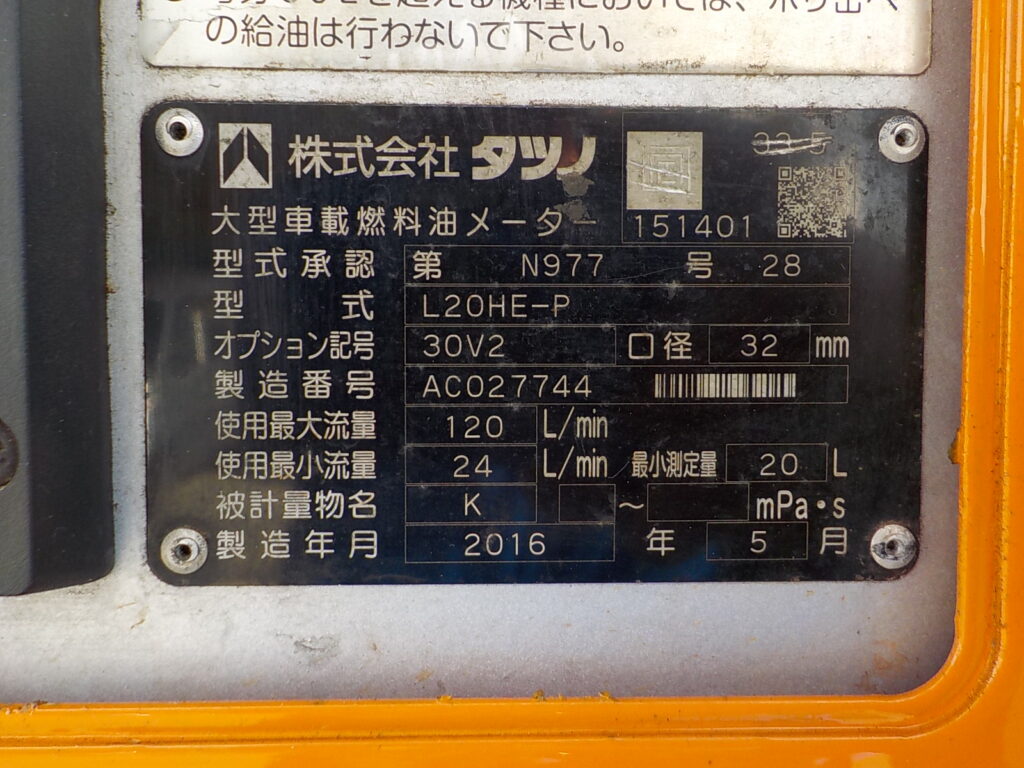 の給油は行わないで下さい。
株式会社 タツノ
33-5
大型車載燃料油メーター 151401
型式承認 第 N977 号 28
型式 L20HE-P
オプション記号 30V2 口径 32 mm
製造番号 AC027744
使用最大流量 120 L/min
使用最小流量 24 L/min 最小測定量 20 L
被計量物名 K ～ mPa・s
製造年月 2016 年 5 月